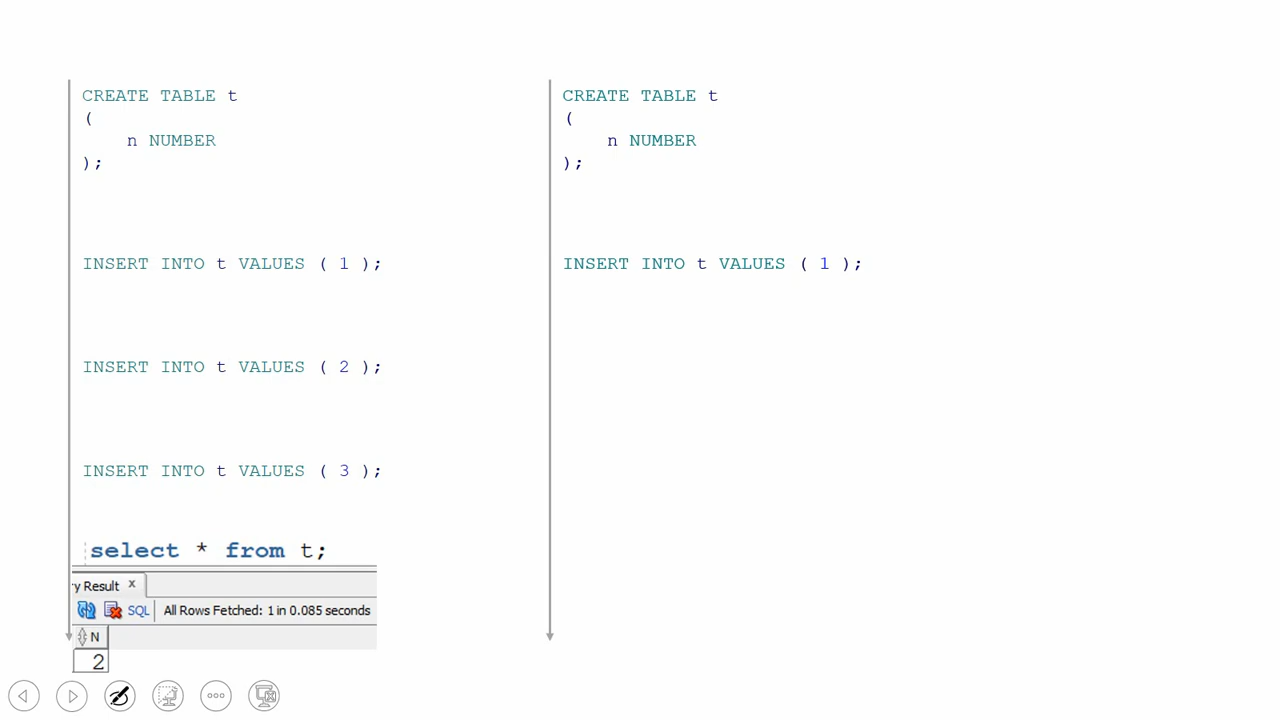 CREATE TABLE t
(
n NUMBER
);
INSERT INTO t VALUES ( 1 );
INSERT INTO t VALUES ( 2 );
INSERT INTO t VALUES ( 3 );
select * from t;
ry Result x
SQL All Rows Fetched: 1 in 0.085 seconds
N
2
CREATE TABLE t
(
n NUMBER
);
INSERT INTO t VALUES ( 1 );